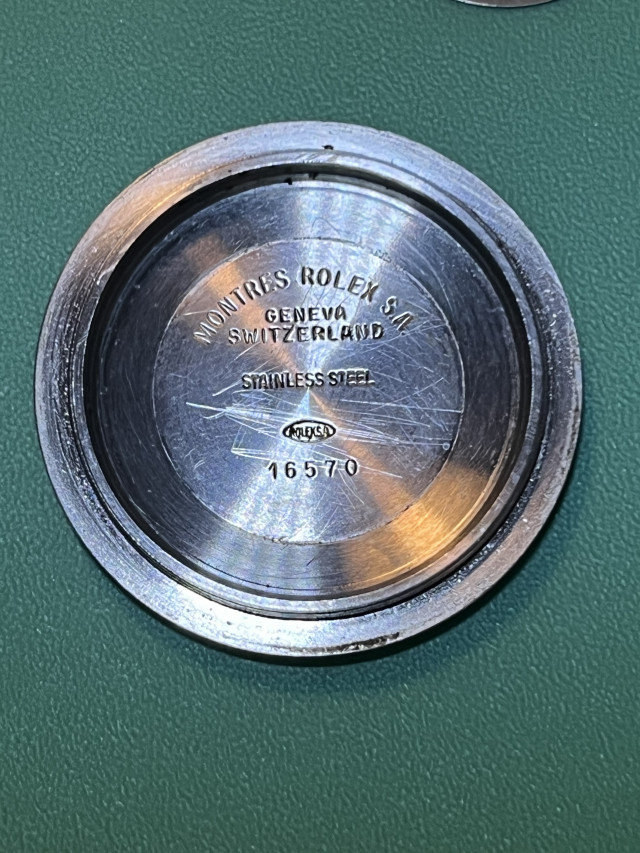 MONTRES ROLEX S.A.
GENEVA
SWITZERLAND
STAINLESS STEEL
ROLEX S.A
16570